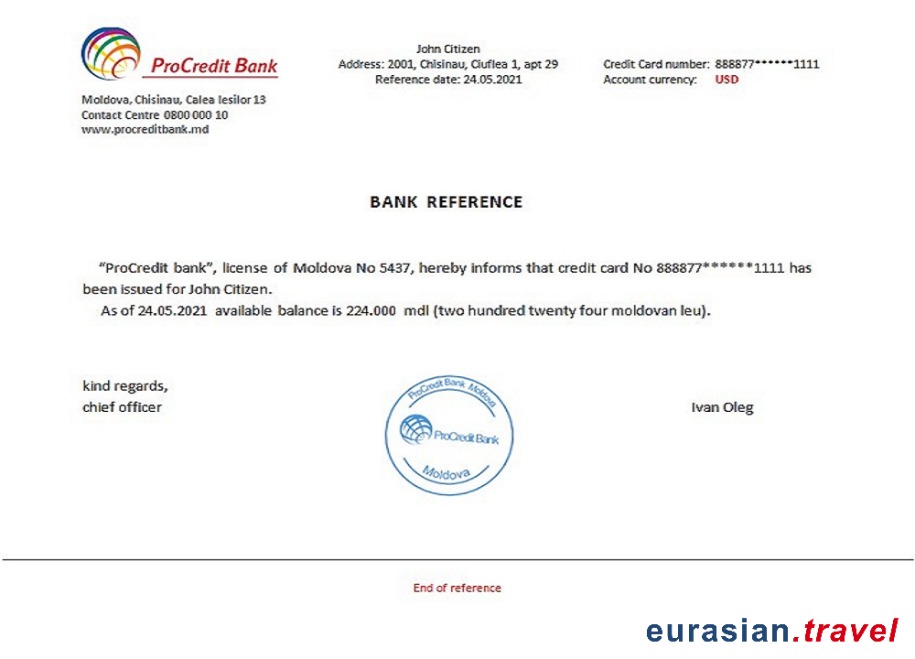 ProCredit Bank
Moldova, Chisinau, Calea Iesilor 13
Contact Centre 0800 000 10
www.procreditbank.md
John Citizen
Address: 2001, Chisinau, Ciuflea 1, apt 29
Reference date: 24.05.2021
Credit Card number: 888877******1111
Account currency: USD
BANK REFERENCE
“ProCredit bank”, license of Moldova No 5437, hereby informs that credit card No 888877******1111 has
been issued for John Citizen.
As of 24.05.2021 available balance is 224.000 mdl (two hundred twenty four moldovan leu).
kind regards,
chief officer
ProCredit Bank Moldova
ProCredit Bank
Moldova
Ivan Oleg
End of reference
eurasian.travel